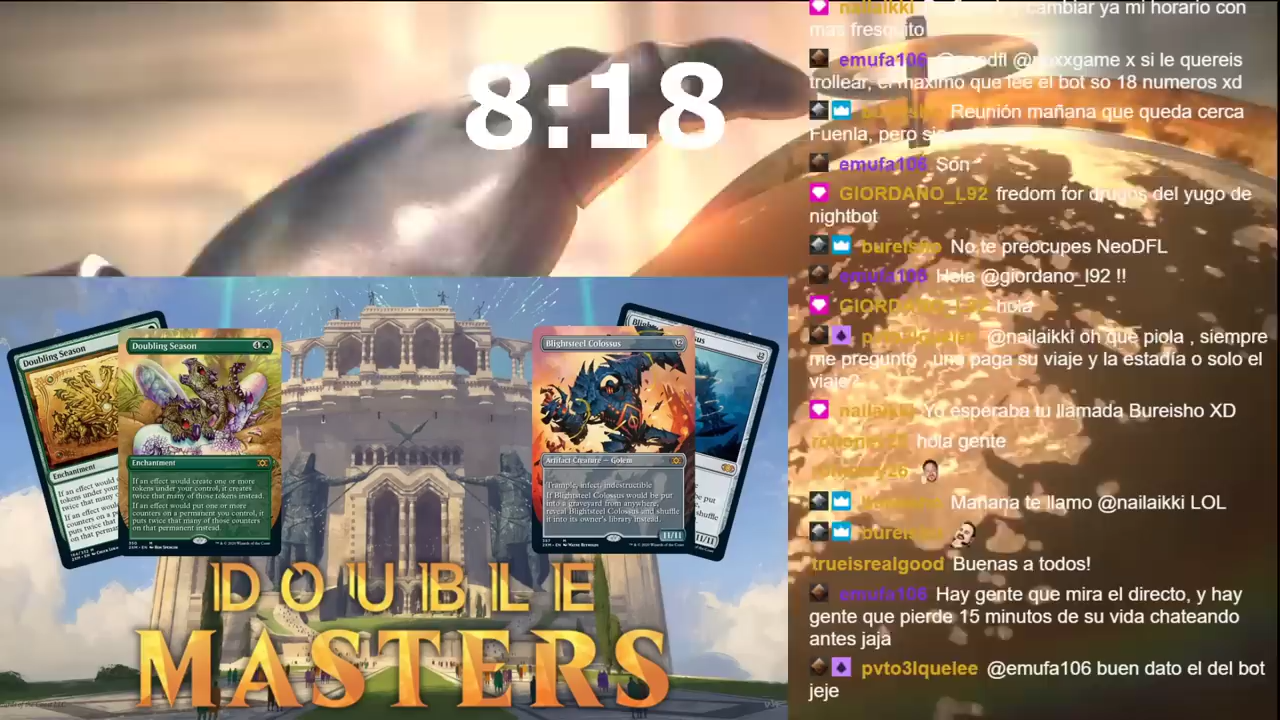 8:18
cambiar ya mi horario con
mas fresquito
emufa106 x si le quereis
trollear, el maximo que lee el bot so 18 numeros xd
Reunión mañana que queda cerca
Fuenla, pero
emufa106 Son
GIORDANO_L92 fredom for drugos del yugo de
nightbot
bureisho No te preocupes NeoDFL
emufa106 Hola @giordano_l92 !!
GIORDANO_L92 hola
@nailaikki oh que piola , siempre
me pregunto , uno paga su viaje y la estadía o solo el
viaje?
nailaikki Yo esperaba tu llamada Bureisho XD
hola gente
Mañana te llamo @nailaikki LOL
bureisho
trueisrealgood Buenas a todos!
emufa106 Hay gente que mira el directo, y hay
gente que pierde 15 minutos de su vida chateando
antes jaja
pvto3lquelee @emufa106 buen dato el del bot
jeje
Doubling Season
Enchantment
If an effect would
Doubling Season
Enchantment
If an effect would create one or more
tokens under your control, it creates
twice that many of those tokens instead.
If an effect would put one or more
counters on a permanent you control, it
puts twice that many of those counters
on that permanent instead.
Blightsteel Colossus
Artifact Creature — Golem
Trample, infect, indestructible
If Blightsteel Colossus would be put
into a graveyard from anywhere,
reveal Blightsteel Colossus and shuffle
it into its owner's library instead.
11/11
DOUBLE
MASTERS